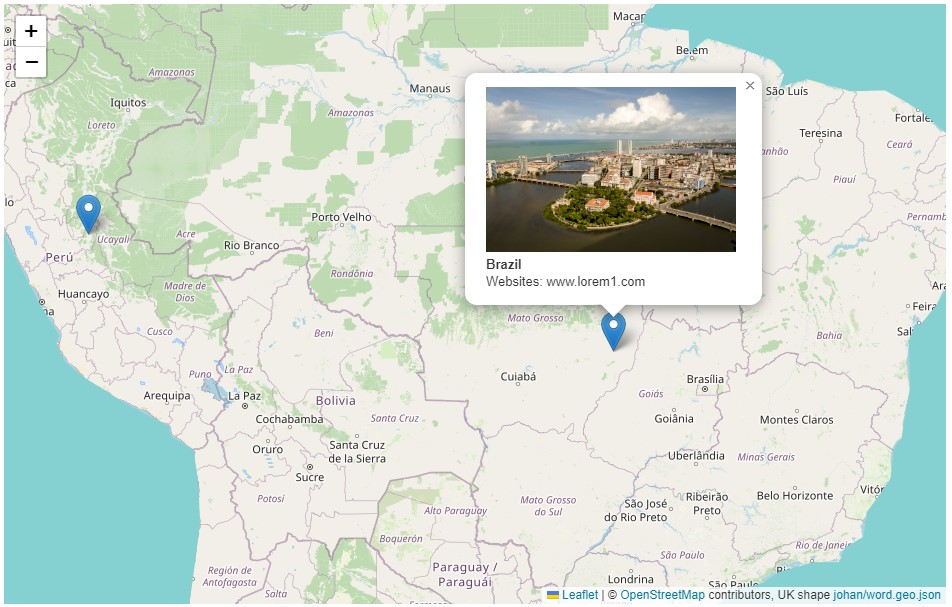 +
−
Macap
Belém
São Luís
Amazonas
Iquitos
Manaus
Loreto
Amazonas
Fortale
Teresina
Ceará
anhão
Piauí
Porto Velho
Pernamb
Ucayali
Acre
Rio Branco
Perú
Rondônia
Brazil
Websites: www.lorem1.com
Madre de
Dios
Huancayo
na
Mato Grosso
Feira
Bahia
Cusco
Beni
Puno
La Paz
Cuiabá
Brasília
Goiás
Arequipa
La Paz
Bolivia
Cochabamba
Santa Cruz
Goiânia
Montes Claros
Oruro
Santa Cruz
de la Sierra
Uberlândia
Minas Gerais
Sucre
Potosí
Mato Grosso
do Sul
São José
do Rio Preto
Ribeirão
Preto
Belo Horizonte
Vitór
Alto Paraguay
Boquerón
São Paulo
Rio de Janeir
Región de
Antofagasta
Paraguay /
Paraguái
Salta
Londrina
São Paulo
Leaflet | © OpenStreetMap contributors, UK shape johan/word.geo.json